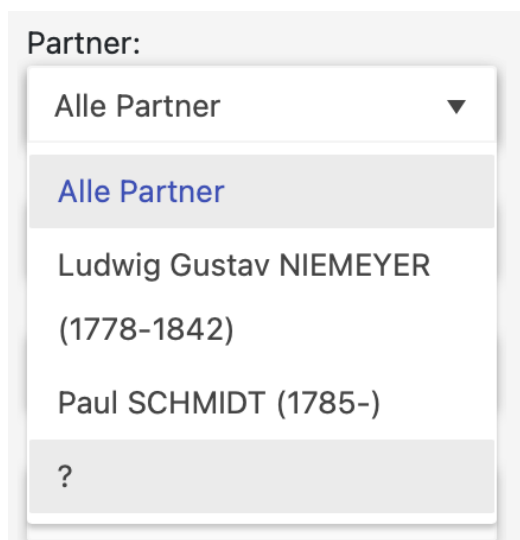 Partner:
Alle Partner
Alle Partner
Ludwig Gustav NIEMEYER
(1778-1842)
Paul SCHMIDT (1785-)
?